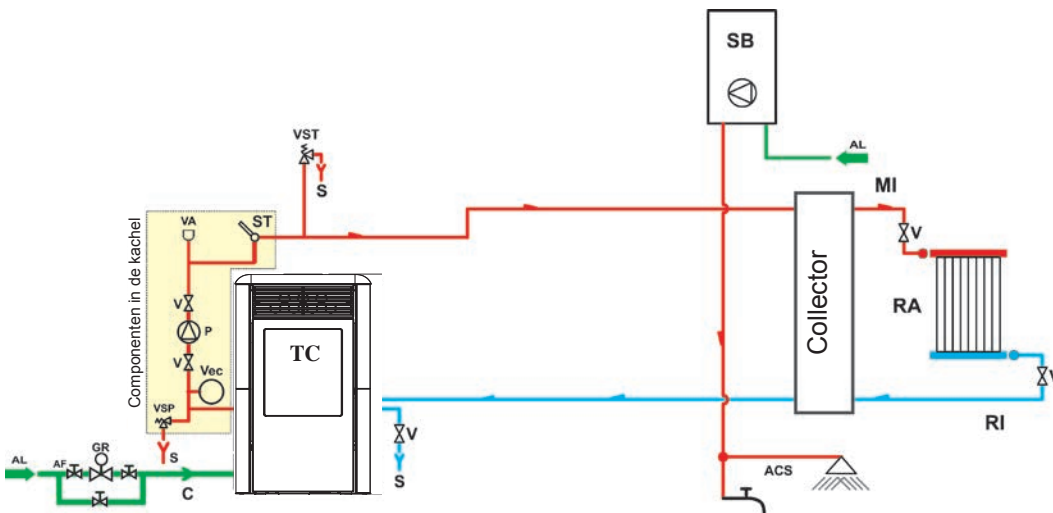 SB
VST
S
AL
MI
VA
ST
V
Componenten in de kachel
V
P
TC
V
Vec
RA
Collector
V
VSP
V
RI
S
AL
AF
GR
C
S
ACS